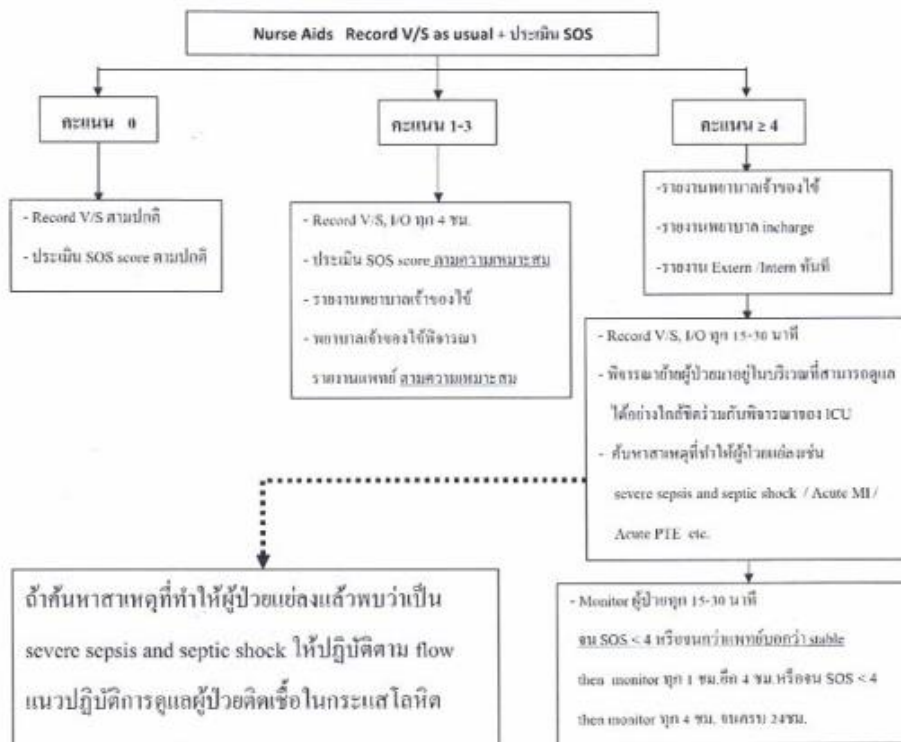 Nurse Aids Record V/S as usual + ประเมิน SOS
คะแนน 0
คะแนน 1-3
คะแนน ≥ 4
- Record V/S ตามปกติ
- ประเมิน SOS score ตามปกติ
- Record V/S, I/O ทุก 4 ชม.
- ประเมิน SOS score ตามความเหมาะสม
- รายงานพยาบาลเจ้าของไข้
- พยาบาลเจ้าของไข้พิจารณา
รายงานแพทย์ ตามความเหมาะสม
-รายงานพยาบาลเจ้าของไข้
-รายงานพยาบาล incharge
-รายงาน Extern /Intern ทันที
- Record V/S, I/O ทุก 15-30 นาที
- พิจารณาย้ายผู้ป่วยมาอยู่ในบริเวณที่สามารถดูแล
ได้อย่างใกล้ชิดร่วมกับพิจารณาจอง ICU
- ค้นหาสาเหตุที่ทำให้ผู้ป่วยแย่ลงเช่น
severe sepsis and septic shock / Acute MI /
Acute PTE etc.
ถ้าค้นหาสาเหตุที่ทำให้ผู้ป่วยแย่ลงแล้วพบว่าเป็น
severe sepsis and septic shock ให้ปฏิบัติตาม flow
แนวปฏิบัติการดูแลผู้ป่วยติดเชื้อในกระแสโลหิต
- Monitor ผู้ป่วยทุก 15-30 นาที
จน SOS < 4 หรือจนกว่าแพทย์บอกว่า stable
then monitor ทุก 1 ชม.อีก 4 ชม.หรือจน SOS < 4
then monitor ทุก 4 ชม. จนครบ 24ชม.